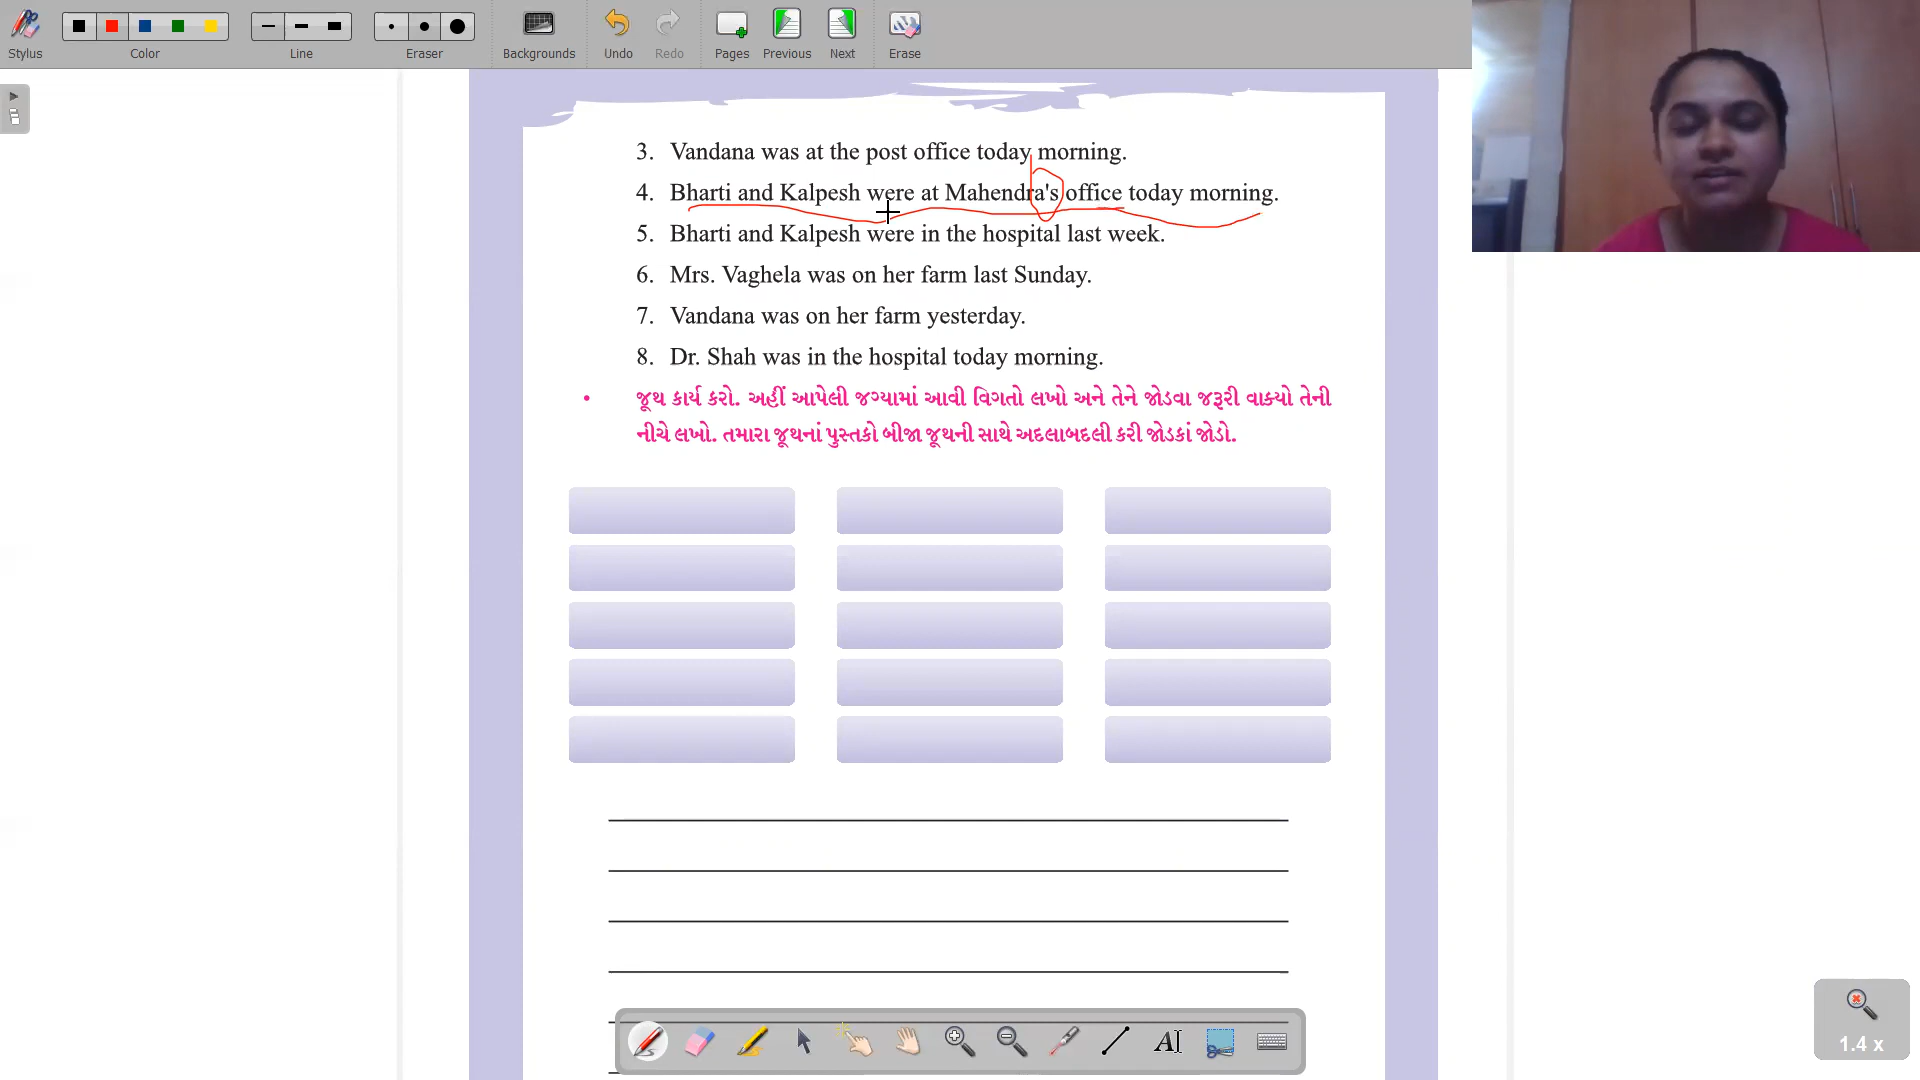 Stylus
Color
Line
Eraser
Backgrounds
Undo
Redo
Pages
Previous
Next
Erase
3. Vandana was at the post office today morning.
4. Bharti and Kalpesh were at Mahendra's office today morning.
5. Bharti and Kalpesh were in the hospital last week.
6. Mrs. Vaghela was on her farm last Sunday.
7. Vandana was on her farm yesterday.
8. Dr. Shah was in the hospital today morning.
• જૂથ કાર્ય કરો. અહીં આપેલી જગ્યામાં આવી વિગતો લખો અને તેને જોડવા જરૂરી વાક્યો તેની
નીચે લખો. તમારા જૂથનાં પુસ્તકો બીજા જૂથની સાથે અદલાબદલી કરી જોડકાં જોડો.
1.4 x